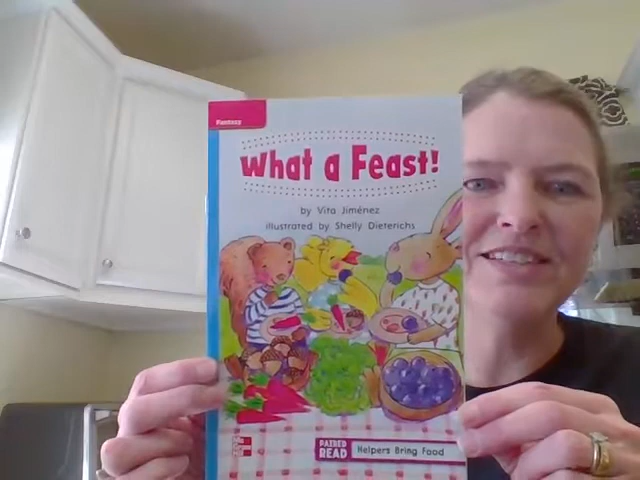 Fantasy
What a Feast!
by Vita Jiménez
illustrated by Shelly Dieterichs
PAIRED
READ
Helpers Bring Food